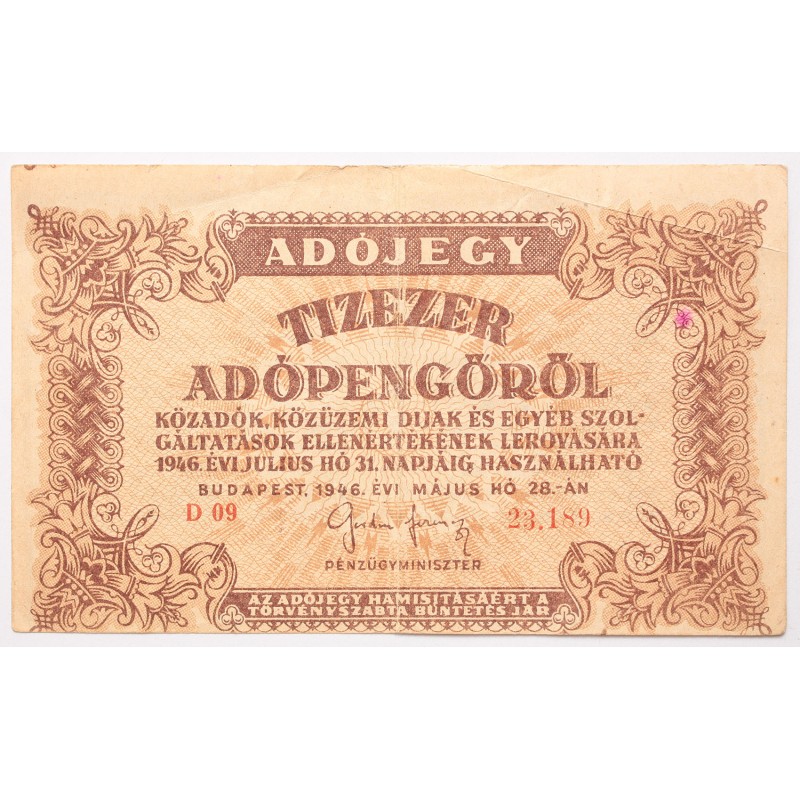 ADÓJEGY
TIZEZER
ADÓPENGŐRŐL
KÖZADÓK, KÖZÜZEMI DIJAK ÉS EGYÉB SZOL-
GÁLTATÁSOK ELLENÉRTÉKÉNEK LEROVÁSÁRA
1946. ÉVI JULIUS HÓ 31. NAPJÁIG HASZNÁLHATÓ
BUDAPEST, 1946. ÉVI MÁJUS HÓ 28.-ÁN
D 09 23.189
PÉNZÜGYMINISZTER
AZ ADÓJEGY HAMISITÁSÁÉRT A
TÖRVÉNYSZABTA BÜNTETÉS JÁR